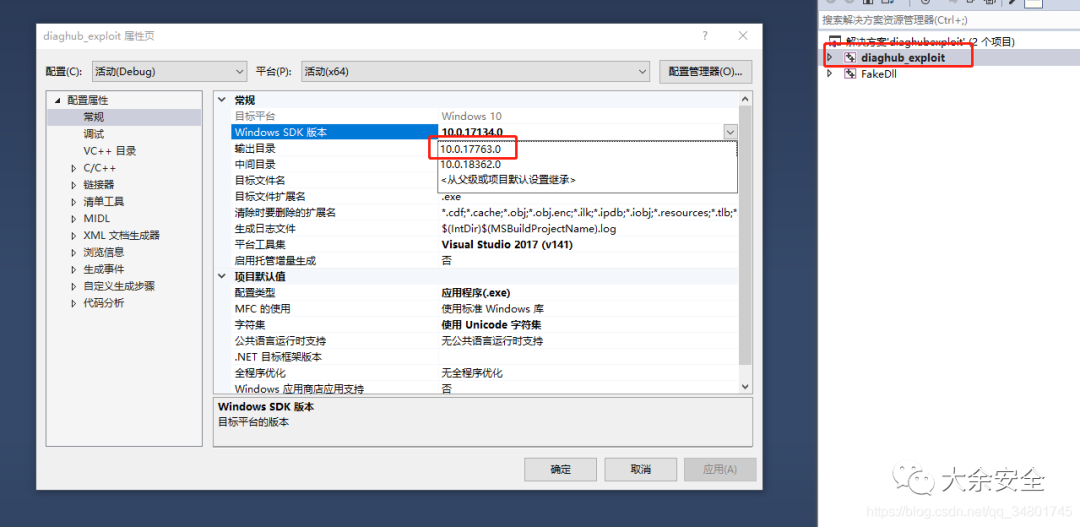 diaghub_exploit 属性页
?
配置(C):
活动(Debug)
平台(P):
活动(x64)
配置管理器(O)...
配置属性
常规
调试
VC++ 目录
C/C++
链接器
清单工具
MIDL
XML 文档生成器
浏览信息
生成事件
自定义生成步骤
代码分析
常规
目标平台 Windows 10
Windows SDK 版本 10.0.17134.0
输出目录 10.0.17763.0
中间目录 10.0.18362.0
目标文件名 <从父级或项目默认设置继承>
目标文件扩展名 .exe
清除时要删除的扩展名 *.cdf;*.cache;*.obj;*.obj.enc;*.ilk;*.ipdb;*.iobj;*.resources;*.tlb;*
生成日志文件 $(IntDir)$(MSBuildProjectName).log
平台工具集 Visual Studio 2017 (v141)
启用托管增量生成 否
项目默认值
配置类型 应用程序(.exe)
MFC 的使用 使用标准 Windows 库
字符集 使用 Unicode 字符集
公共语言运行时支持 无公共语言运行时支持
.NET 目标框架版本
全程序优化 无全程序优化
Windows 应用商店应用支持 否
Windows SDK 版本
目标平台的版本
确定
取消
应用(A)
搜索解决方案资源管理器(Ctrl+;)
解决方案'diaghubexploit' (2 个项目)
diaghub_exploit
FakeDll
大余安全
https://blog.csdn.net/qq_34801745